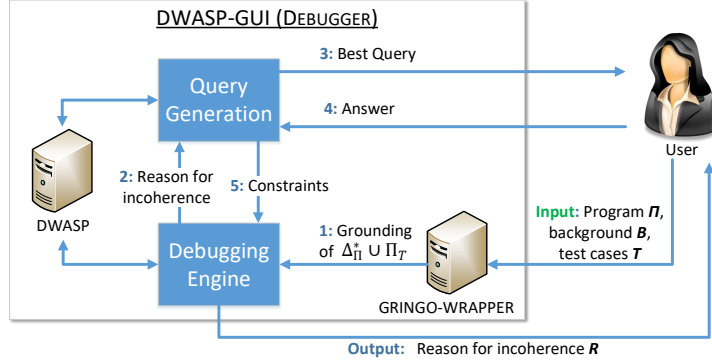 DWASP-GUI (DEBUGGER)
3: Best Query
Query
Generation
4: Answer
User
DWASP
2: Reason for
incoherence
5: Constraints
Input: Program Π,
background B,
test cases T
1: Grounding
of Δ*Π ∪ ΠT
Debugging
Engine
GRINGO-WRAPPER
Output: Reason for incoherence R